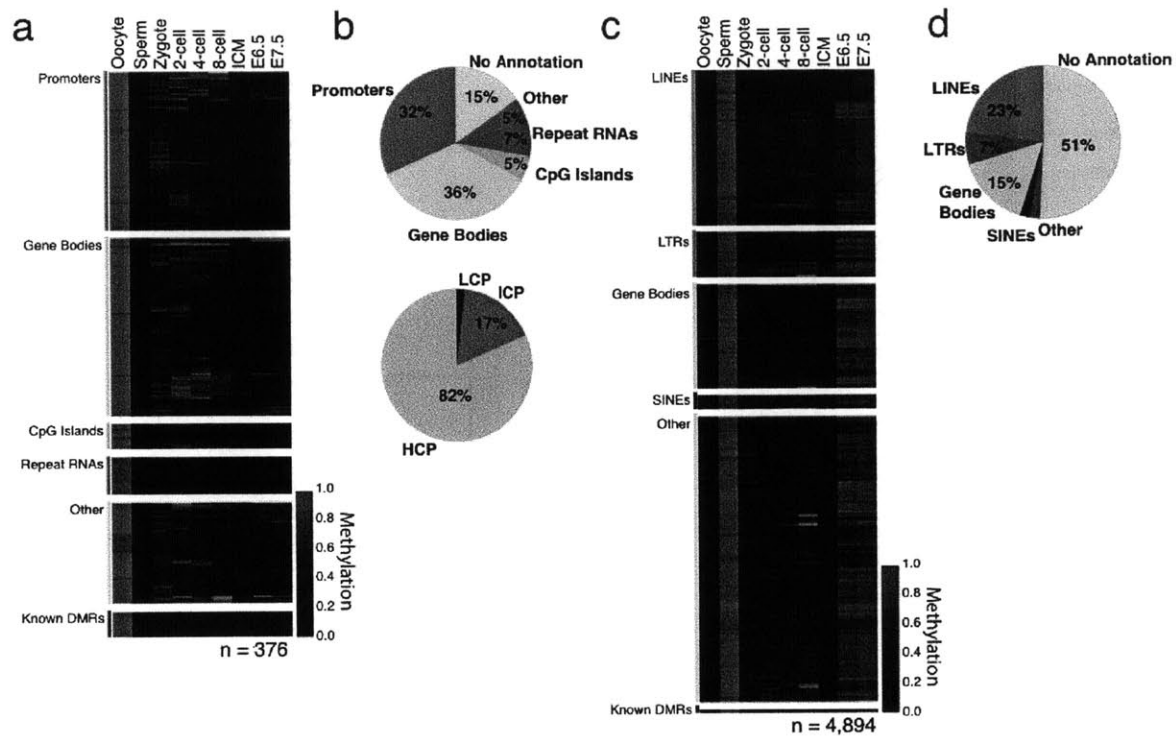 a
Oocyte
Sperm
Zygote
2-cell
4-cell
8-cell
ICM
E6.5
E7.5
Promoters
Gene Bodies
CpG Islands
Repeat RNAs
Other
Known DMRs
n = 376
1.0
0.8
0.6
0.4
0.2
0.0
Methylation
b
No Annotation
15%
Other
5%
Repeat RNAs
7%
CpG Islands
5%
Gene Bodies
36%
Promoters
32%
LCP
ICP
17%
HCP
82%
c
Oocyte
Sperm
Zygote
2-cell
4-cell
8-cell
ICM
E6.5
E7.5
LINEs
LTRs
Gene Bodies
SINEs
Other
Known DMRs
n = 4,894
1.0
0.8
0.6
0.4
0.2
0.0
Methylation
d
No Annotation
51%
LINEs
23%
LTRs
7%
Gene
Bodies
15%
SINEs
Other